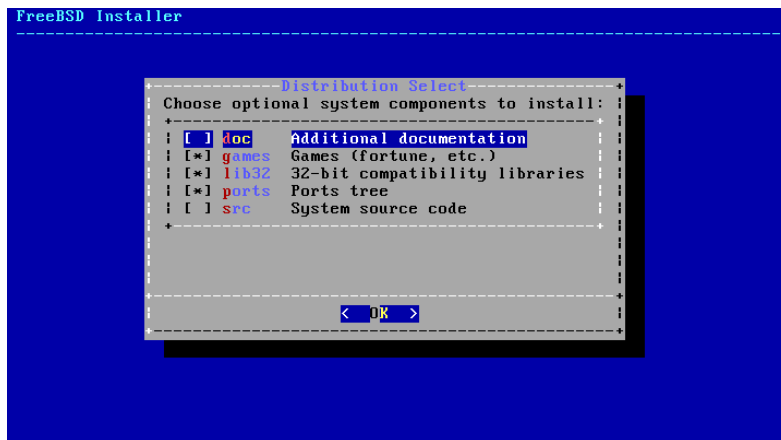 FreeBSD Installer
Distribution Select
Choose optional system components to install:
[ ] doc Additional documentation
[*] games Games (fortune, etc.)
[*] lib32 32-bit compatibility libraries
[*] ports Ports tree
[ ] src System source code
< OK >